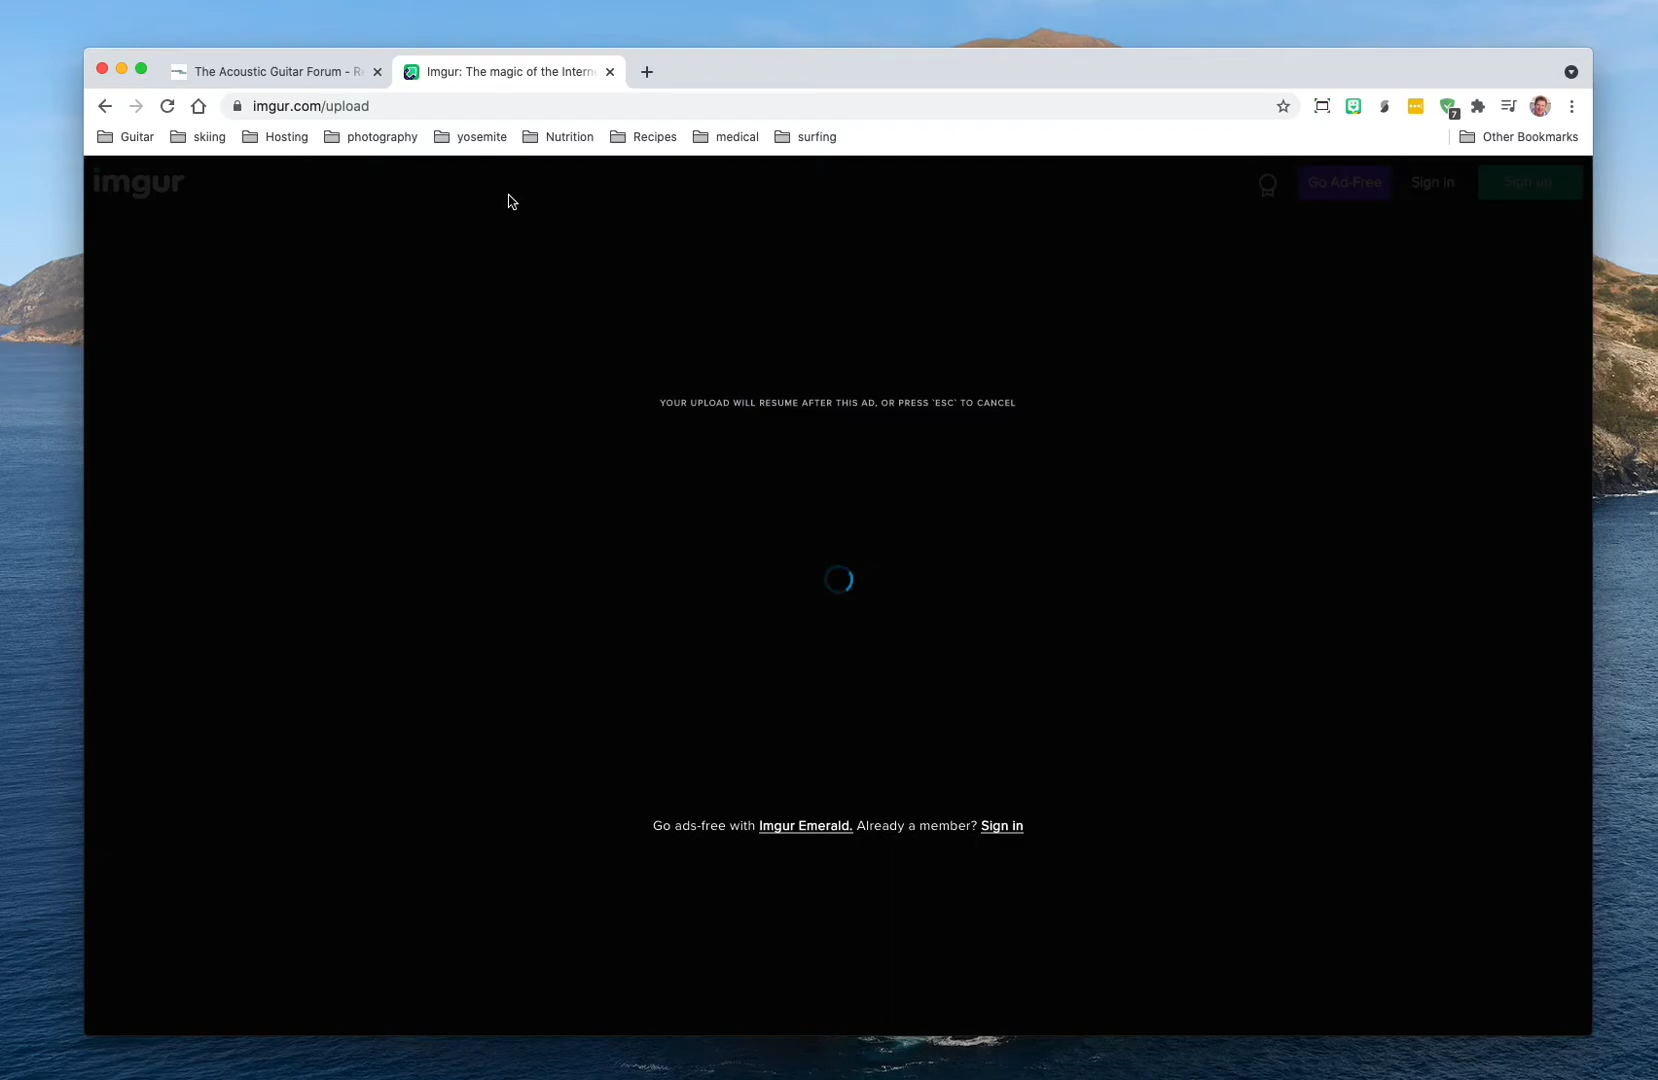 The Acoustic Guitar Forum - Re
Imgur: The magic of the Intern
imgur.com/upload
7
Guitar
skiing
Hosting
photography
yosemite
Nutrition
Recipes
medical
surfing
Other Bookmarks
imgur
Go Ad-Free
Sign in
Sign up
YOUR UPLOAD WILL RESUME AFTER THIS AD, OR PRESS `ESC` TO CANCEL
Go ads-free with Imgur Emerald. Already a member? Sign in